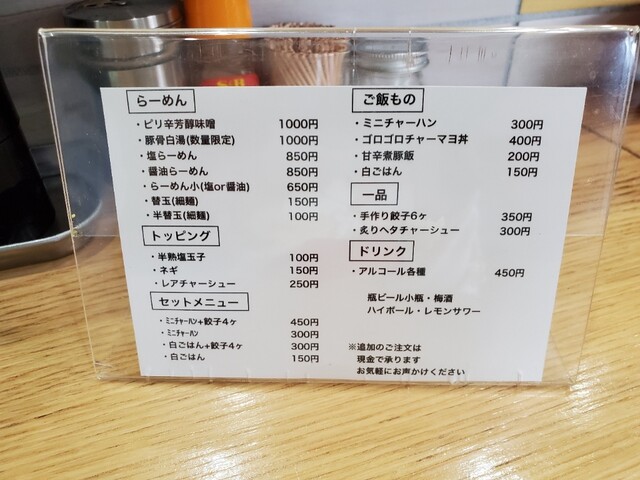 らーめん
・ピリ辛芳醇味噌 1000円
・豚骨白湯(数量限定) 1000円
・塩らーめん 850円
・醤油らーめん 850円
・らーめん小(塩or醤油) 650円
・替玉(細麺) 150円
・半替玉(細麺) 100円
トッピング
・半熟塩玉子 100円
・ネギ 150円
・レアチャーシュー 250円
セットメニュー
・ﾐﾆﾁｬｰﾊﾝ+餃子4ヶ 450円
・ﾐﾆﾁｬｰﾊﾝ 300円
・白ごはん+餃子4ヶ 300円
・白ごはん 150円
ご飯もの
・ミニチャーハン 300円
・ゴロゴロチャーマヨ丼 400円
・甘辛煮豚飯 200円
・白ごはん 150円
一品
・手作り餃子6ヶ 350円
・炙りヘタチャーシュー 300円
ドリンク
・アルコール各種 450円
瓶ビール小瓶・梅酒
ハイボール・レモンサワー
※追加のご注文は
現金で承ります
お気軽にお声かけください
S&B